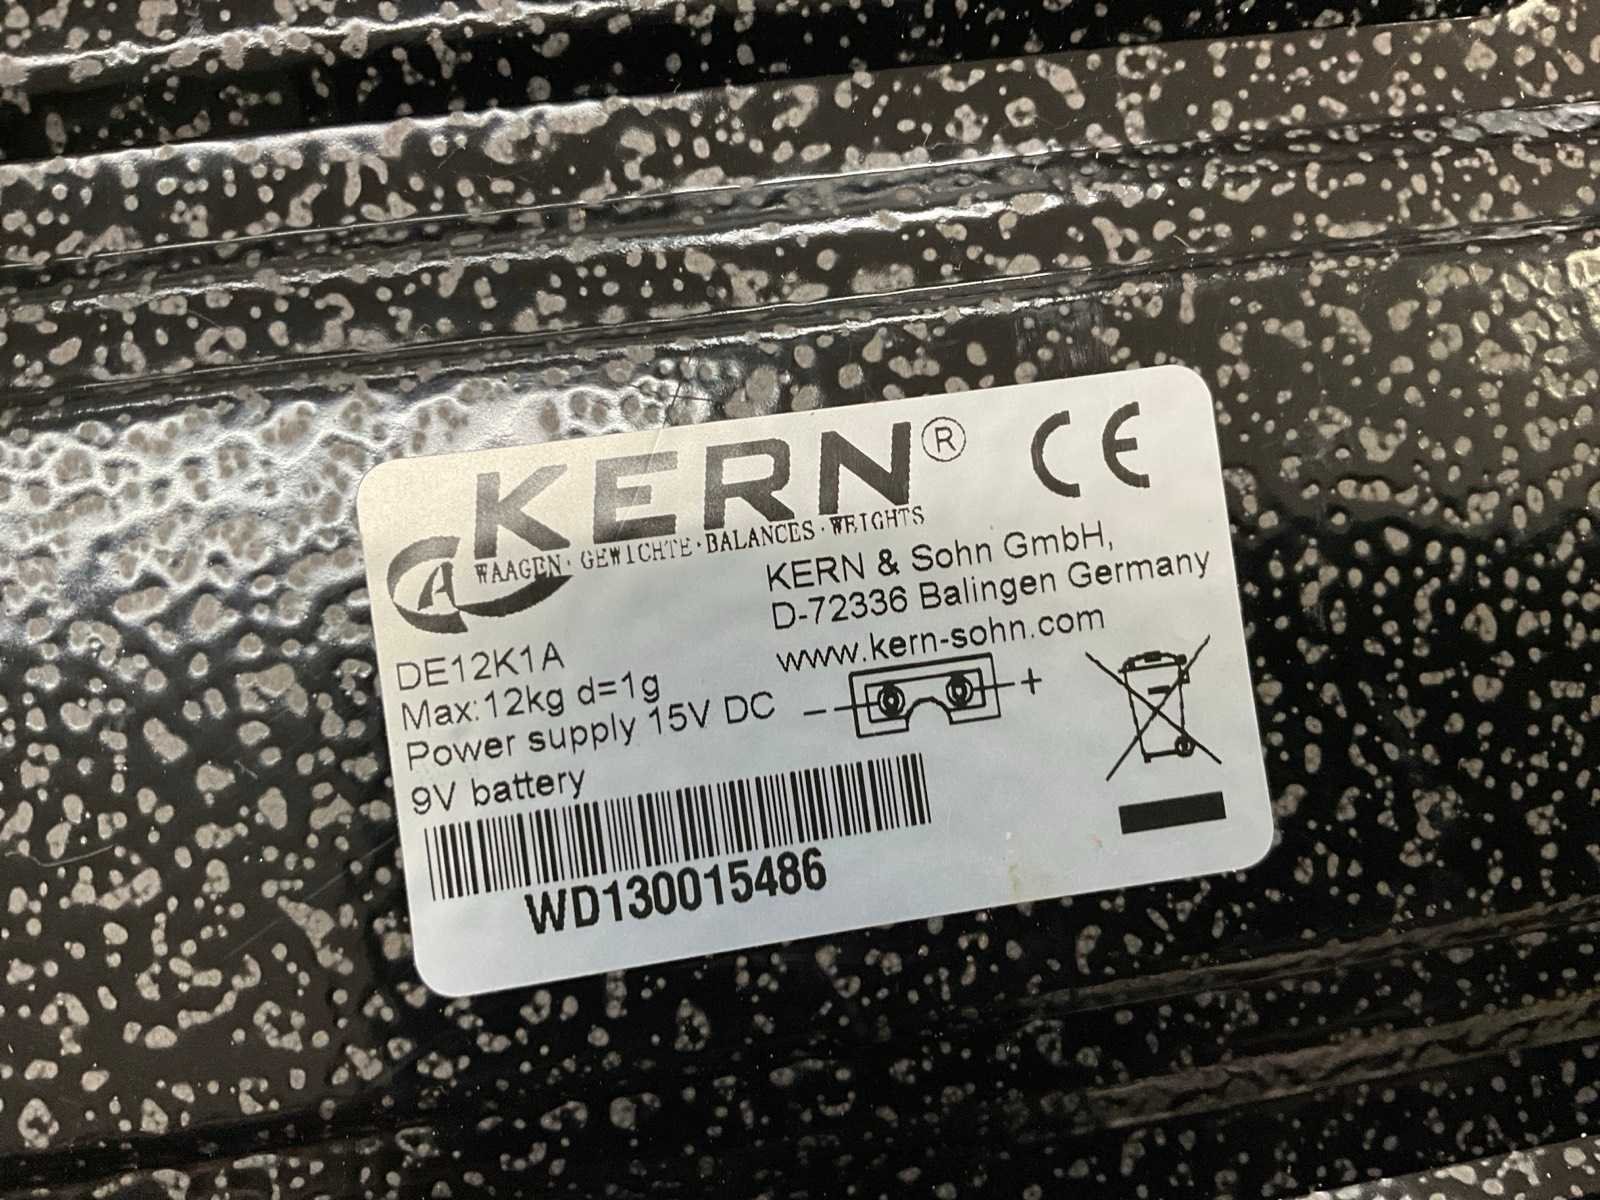 KERN®
WAAGEN · GEWICHTE · BALANCES · WEIGHTS
CE
KERN & Sohn GmbH,
D-72336 Balingen Germany
www.kern-sohn.com
DE12K1A
Max:12kg d=1g
Power supply 15V DC
9V battery
- +
WD130015486